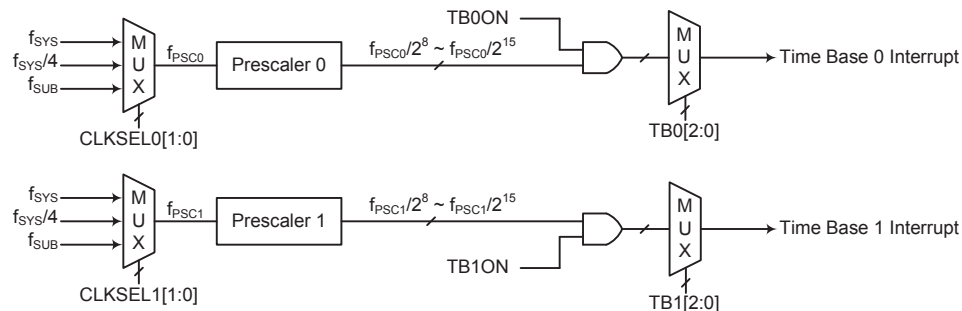 TB0ON
fSYS
fSYS/4
fSUB
M
U
X
fPSC0
Prescaler 0
fPSC0/2^8 ~ fPSC0/2^15
M
U
X
Time Base 0 Interrupt
CLKSEL0[1:0]
TB0[2:0]
fSYS
fSYS/4
fSUB
M
U
X
fPSC1
Prescaler 1
fPSC1/2^8 ~ fPSC1/2^15
M
U
X
Time Base 1 Interrupt
TB1ON
CLKSEL1[1:0]
TB1[2:0]